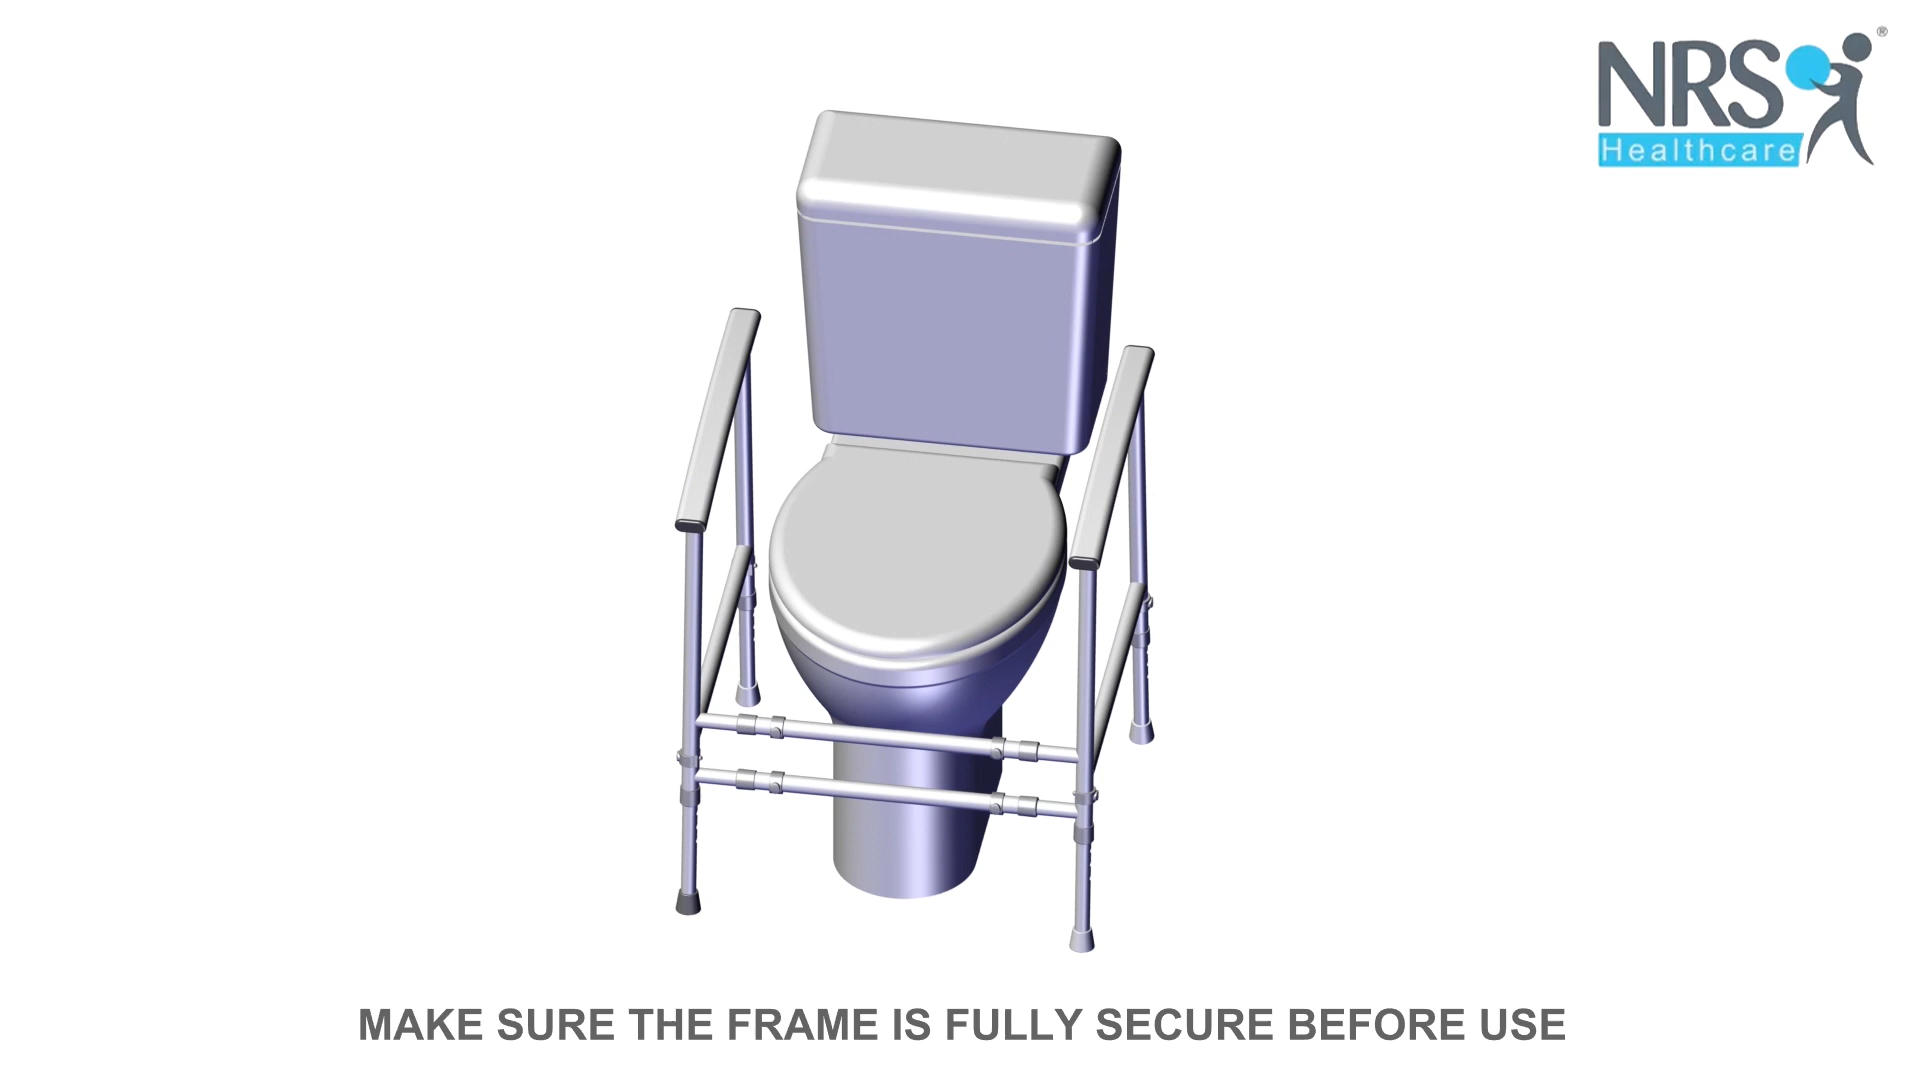 NRS
®
Healthcare
MAKE SURE THE FRAME IS FULLY SECURE BEFORE USE